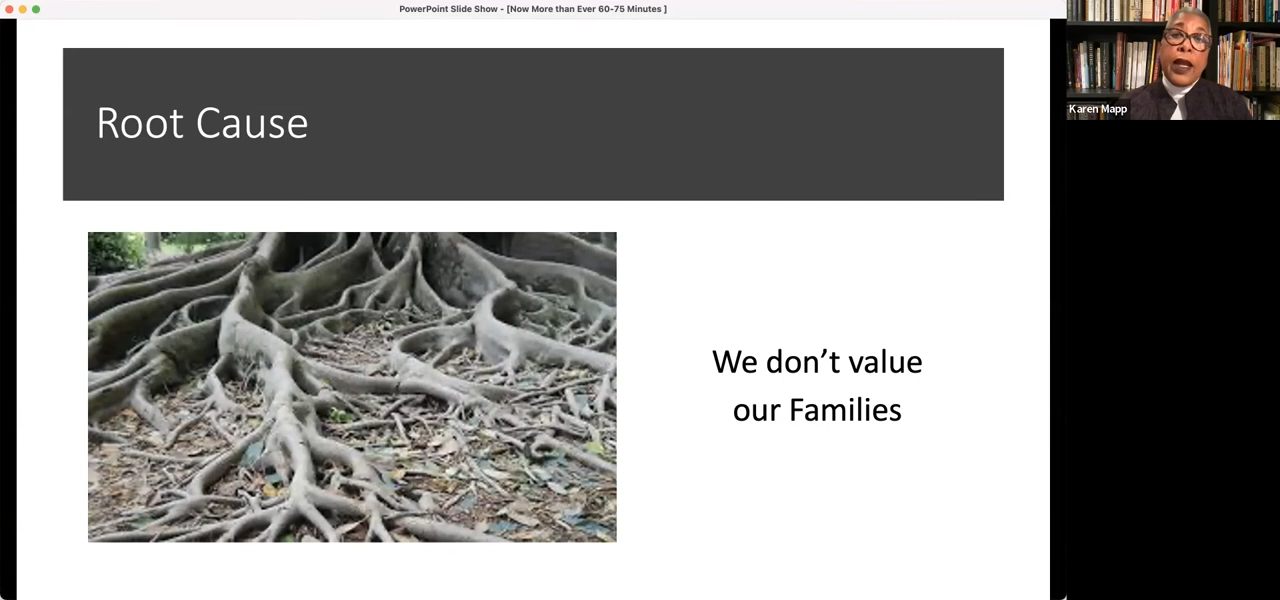 PowerPoint Slide Show - [Now More than Ever 60-75 Minutes ]
Root Cause
We don’t value
our Families
Karen Mapp